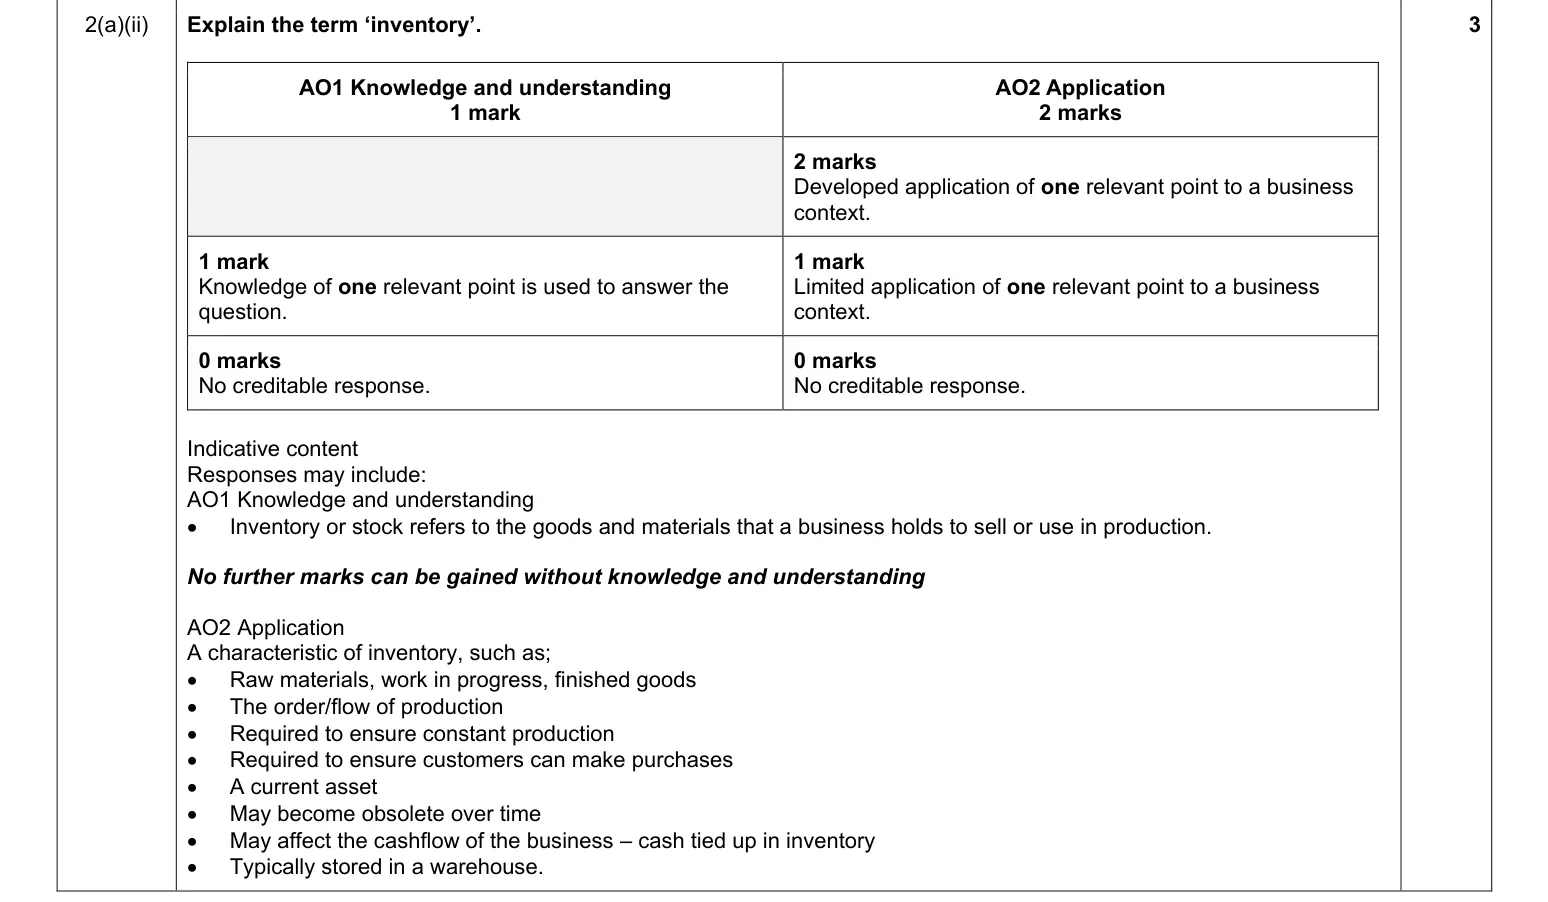 2(a)(ii)
Explain the term ‘inventory’.
3
AO1 Knowledge and understanding
1 mark
AO2 Application
2 marks
2 marks
Developed application of one relevant point to a business
context.
1 mark
Knowledge of one relevant point is used to answer the
question.
1 mark
Limited application of one relevant point to a business
context.
0 marks
No creditable response.
0 marks
No creditable response.
Indicative content
Responses may include:
AO1 Knowledge and understanding
• Inventory or stock refers to the goods and materials that a business holds to sell or use in production.
No further marks can be gained without knowledge and understanding
AO2 Application
A characteristic of inventory, such as;
• Raw materials, work in progress, finished goods
• The order/flow of production
• Required to ensure constant production
• Required to ensure customers can make purchases
• A current asset
• May become obsolete over time
• May affect the cashflow of the business – cash tied up in inventory
• Typically stored in a warehouse.